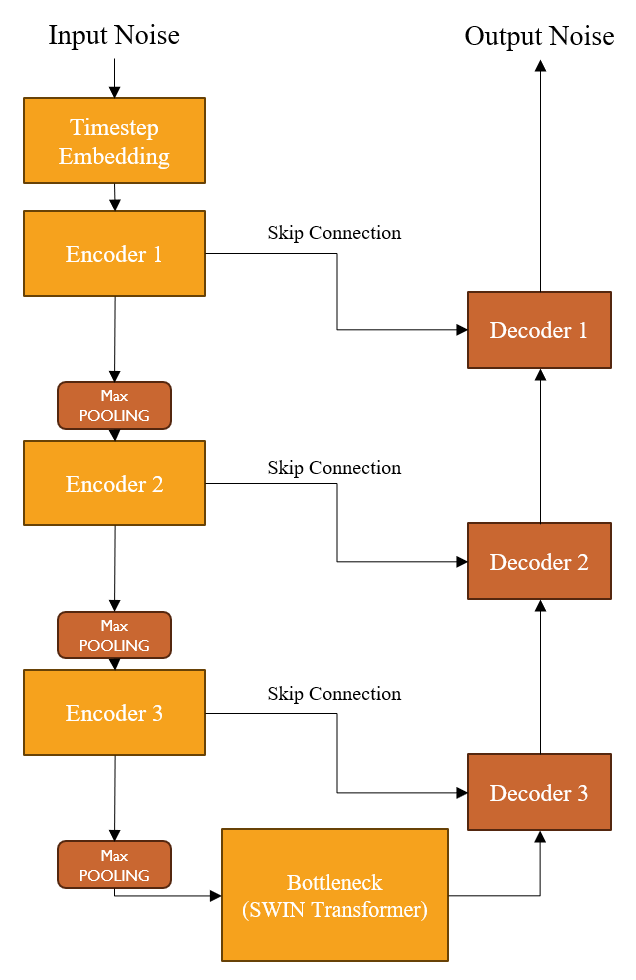 Input Noise
Output Noise
Timestep
Embedding
Encoder 1
Skip Connection
Decoder 1
Max
POOLING
Encoder 2
Skip Connection
Decoder 2
Max
POOLING
Encoder 3
Skip Connection
Decoder 3
Max
POOLING
Bottleneck
(SWIN Transformer)